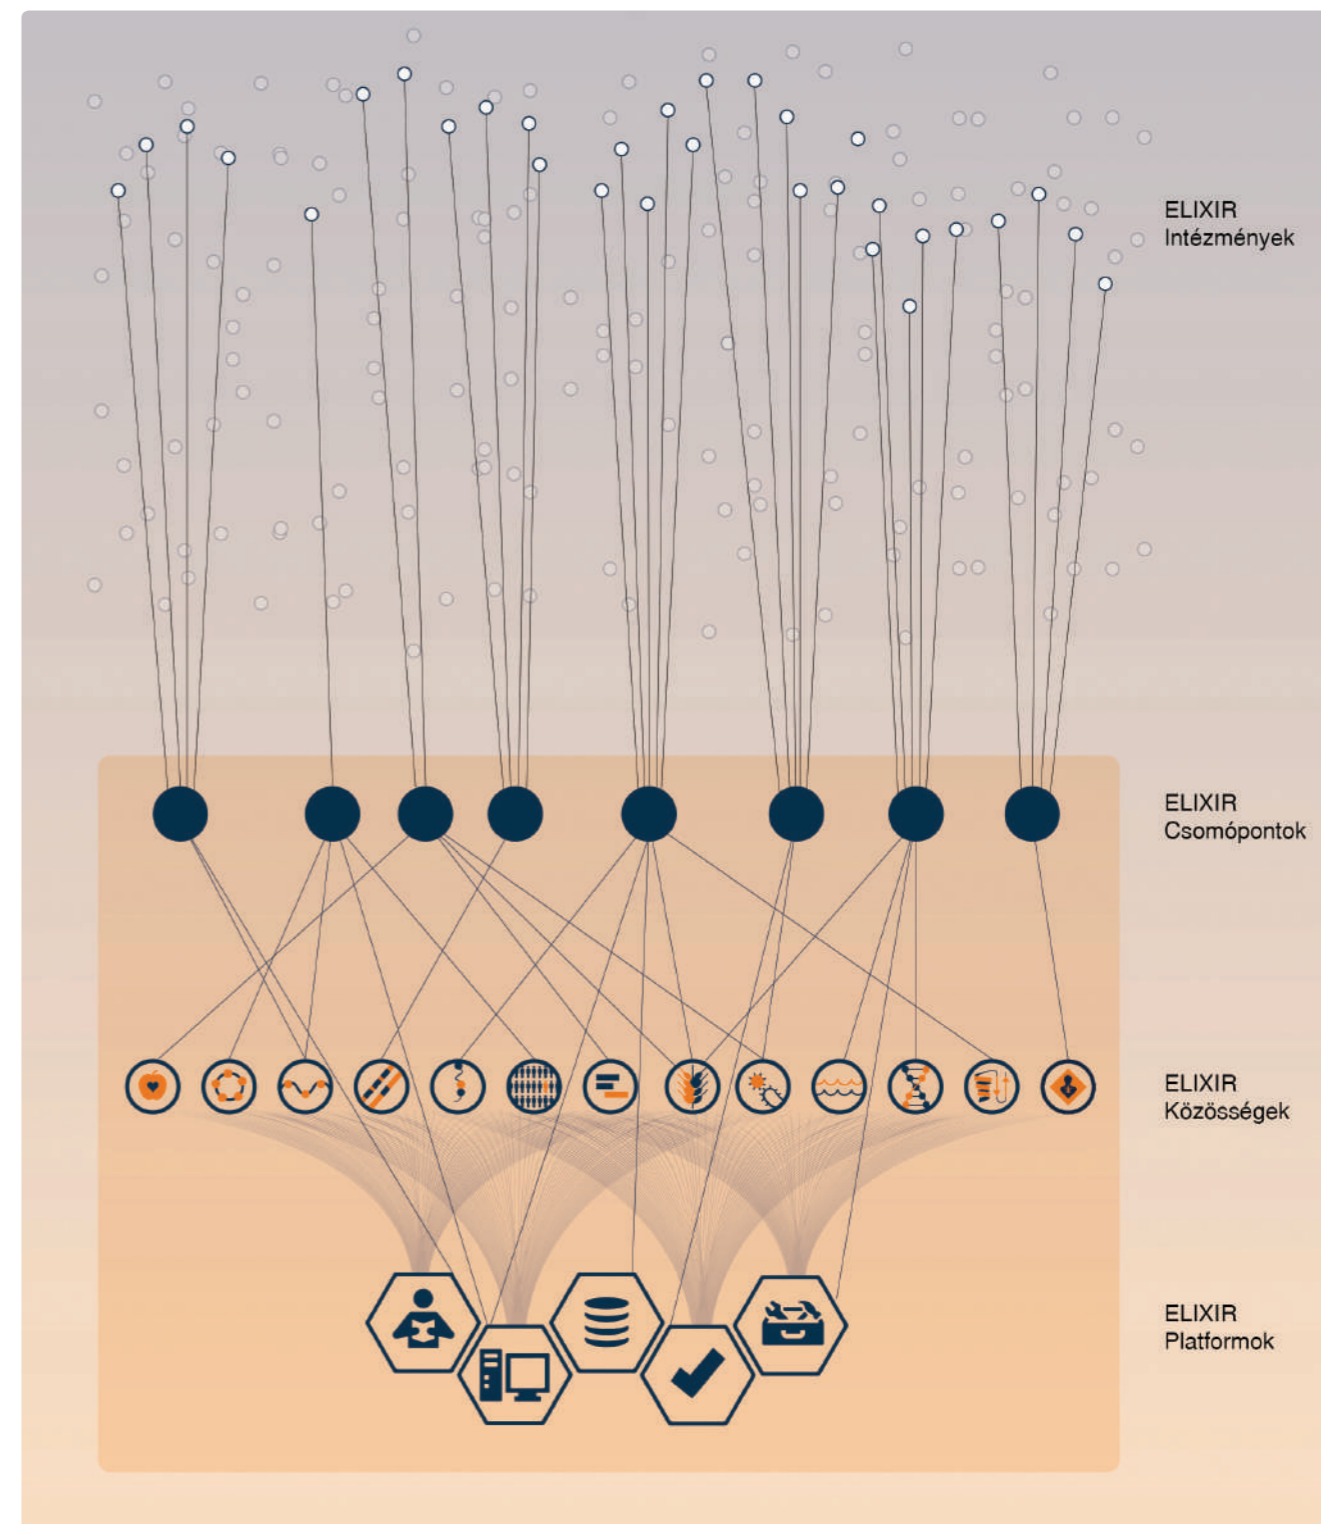 ELIXIR
Intézmények
ELIXIR
Csomópontok
ELIXIR
Közösségek
ELIXIR
Platformok